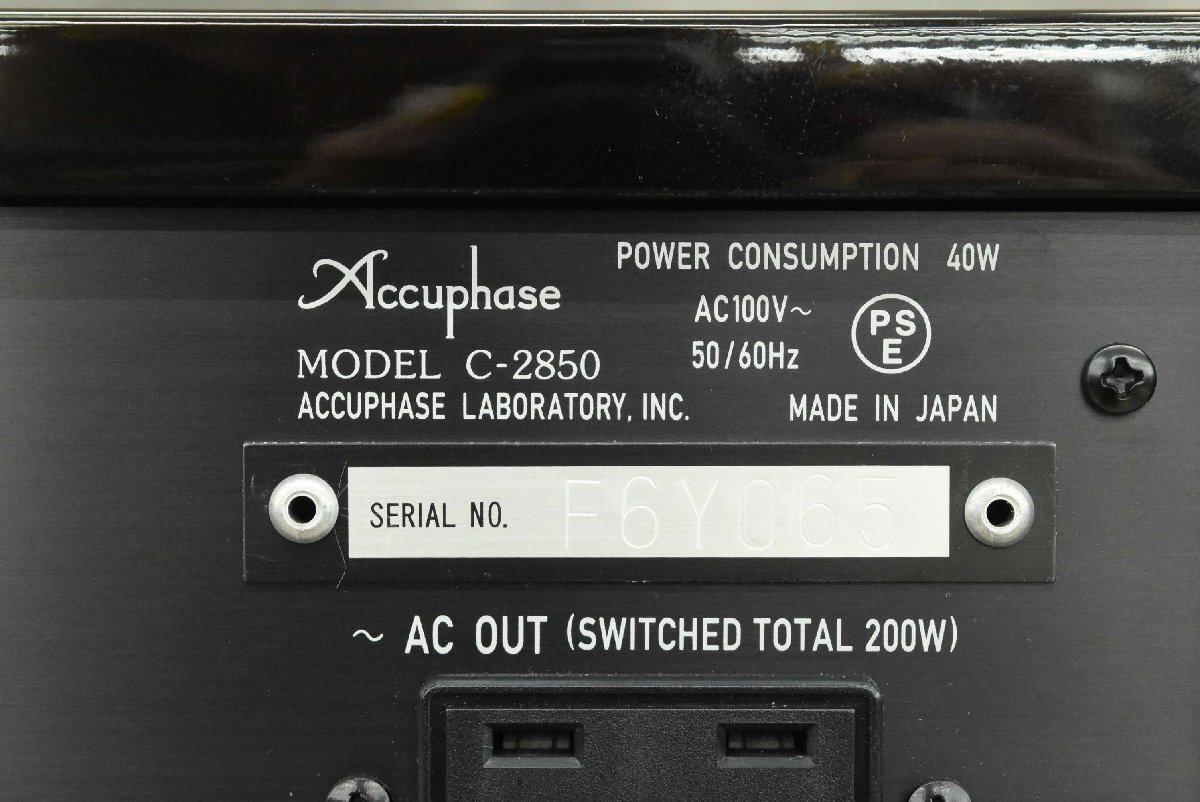 Accuphase
MODEL C-2850
ACCUPHASE LABORATORY, INC.
POWER CONSUMPTION 40W
AC100V~
50/60Hz
PS
E
MADE IN JAPAN
SERIAL NO. F6Y065
~ AC OUT (SWITCHED TOTAL 200W)